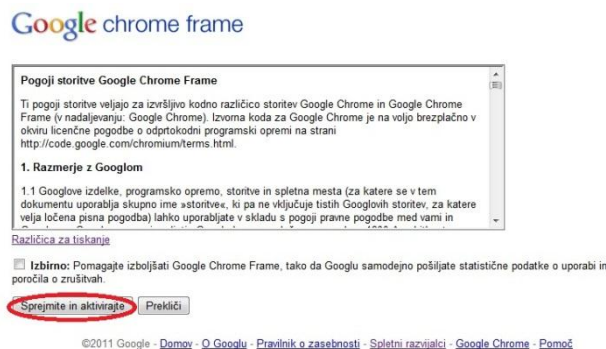 Google chrome frame
Pogoji storitve Google Chrome Frame
Ti pogoji storitve veljajo za izvršljivo kodno različico storitev Google Chrome in Google Chrome
Frame (v nadaljevanju: Google Chrome). Izvorna koda za Google Chrome je na voljo brezplačno v
okviru licenčne pogodbe o odprtokodni programski opremi na strani
http://code.google.com/chromium/terms.html.
1. Razmerje z Googlom
1.1 Googlove izdelke, programsko opremo, storitve in spletna mesta (za katere se v tem
dokumentu uporablja skupno ime »storitve«, ki pa ne vključuje tistih Googlovih storitev, za katere
velja ločena pisna pogodba) lahko uporabljate v skladu s pogoji pravne pogodbe med vami in
Različica za tiskanje
Izbirno: Pomagajte izboljšati Google Chrome Frame, tako da Googlu samodejno pošiljate statistične podatke o uporabi in
poročila o zrušitvah.
Sprejmite in aktivirajte Prekliči
©2011 Google - Domov - O Googlu - Pravilnik o zasebnosti - Spletni razvijalci - Google Chrome - Pomoč